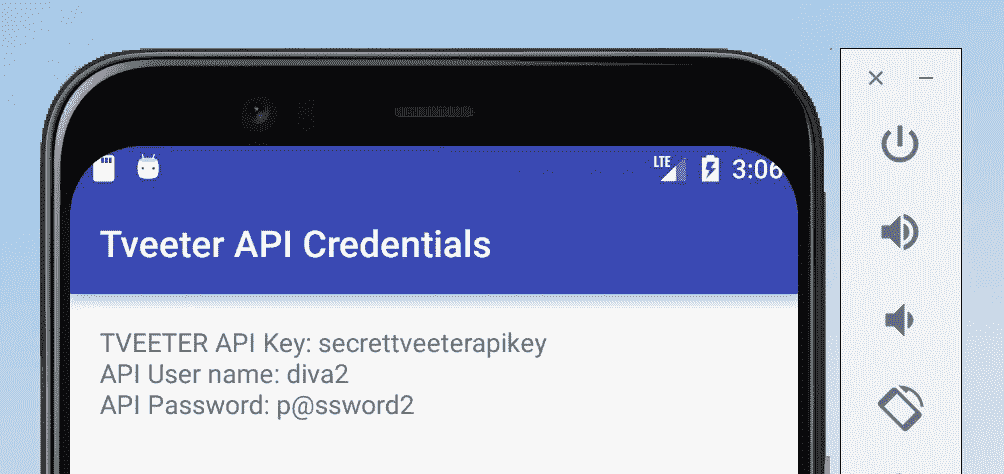 LTE 3:06
Tveeter API Credentials
TVEETER API Key: secrettveeterapikey
API User name: diva2
API Password: p@ssword2